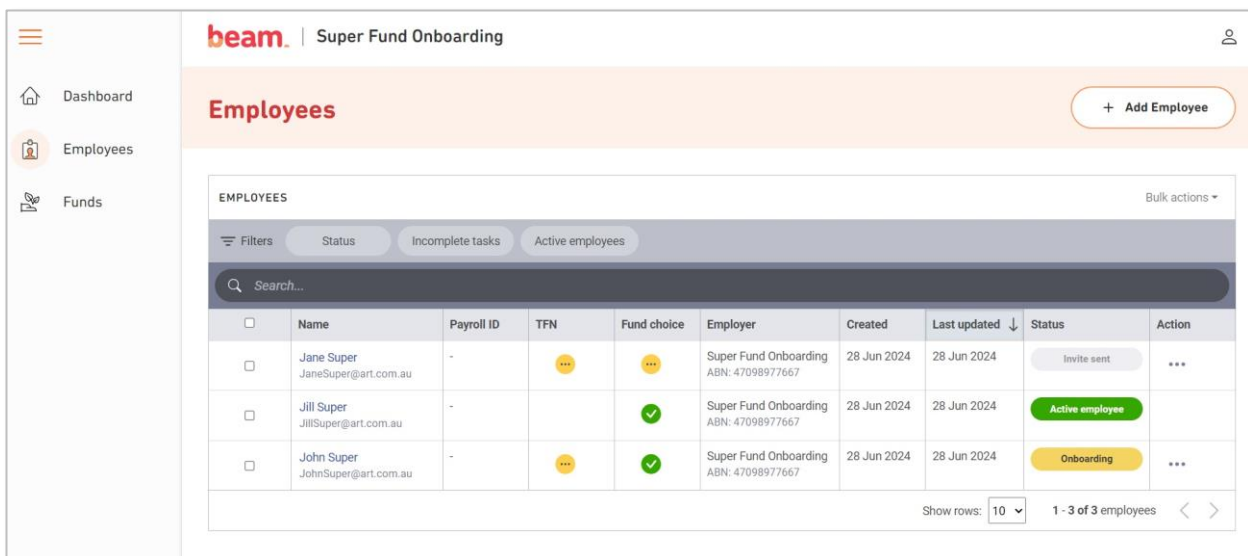 beam. | Super Fund Onboarding
Dashboard
Employees
Funds
Employees
+ Add Employee
EMPLOYEES
Bulk actions
Filters Status Incomplete tasks Active employees
Search...
Name Payroll ID TFN Fund choice Employer Created Last updated ↓ Status Action
Jane Super - Super Fund Onboarding 28 Jun 2024 28 Jun 2024 Invite sent
JaneSuper@art.com.au ABN: 47098977667
Jill Super - Super Fund Onboarding 28 Jun 2024 28 Jun 2024 Active employee
JillSuper@art.com.au ABN: 47098977667
John Super - Super Fund Onboarding 28 Jun 2024 28 Jun 2024 Onboarding
JohnSuper@art.com.au ABN: 47098977667
Show rows: 10 1 - 3 of 3 employees